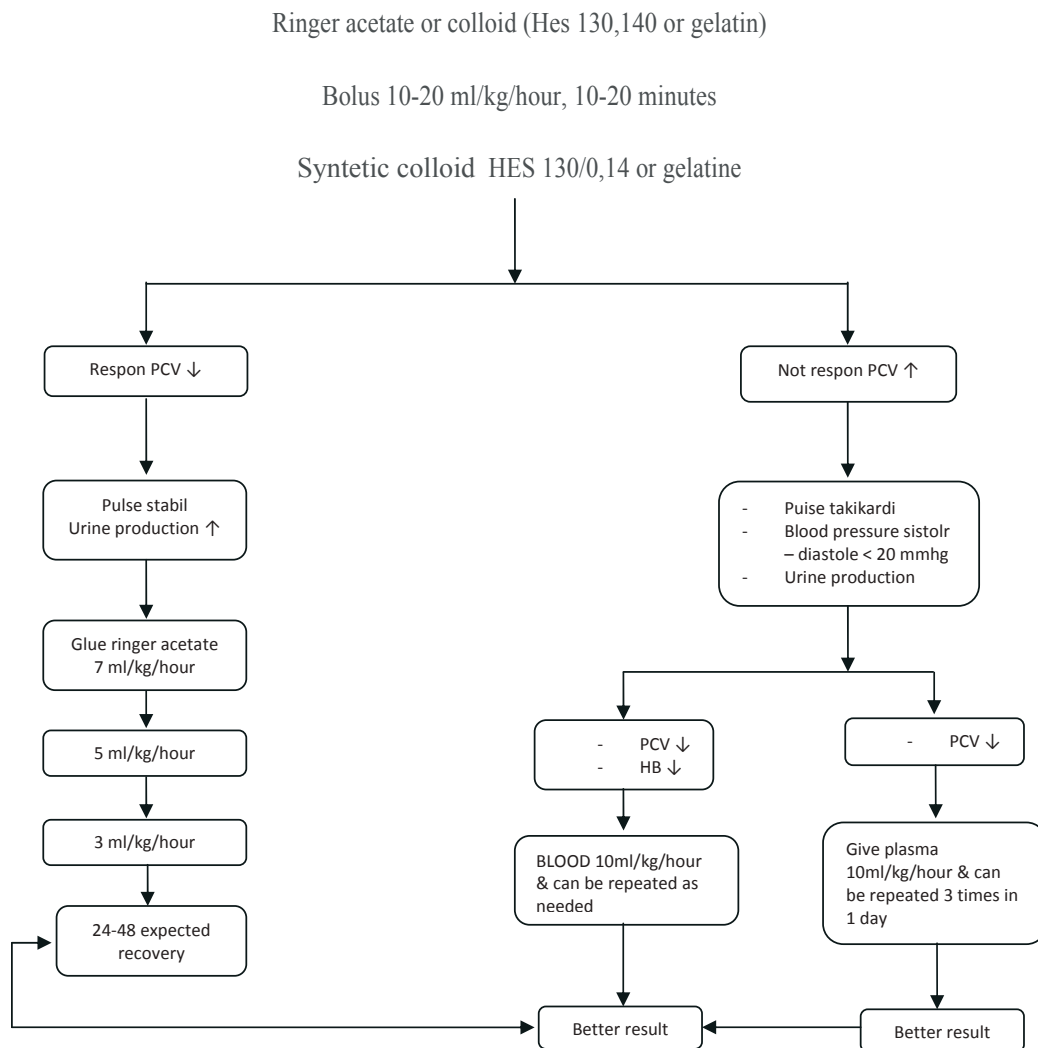 Ringer acetate or colloid (Hes 130,140 or gelatin)
Bolus 10-20 ml/kg/hour, 10-20 minutes
Syntetic colloid HES 130/0,14 or gelatine
Respon PCV ↓
Pulse stabil
Urine production ↑
Glue ringer acetate
7 ml/kg/hour
5 ml/kg/hour
3 ml/kg/hour
24-48 expected
recovery
Not respon PCV ↑
- Puise takikardi
- Blood pressure sistolr
– diastole < 20 mmhg
- Urine production
- PCV ↓
- HB ↓
BLOOD 10ml/kg/hour
& can be repeated as
needed
Better result
- PCV ↓
Give plasma
10ml/kg/hour & can
be repeated 3 times in
1 day
Better result